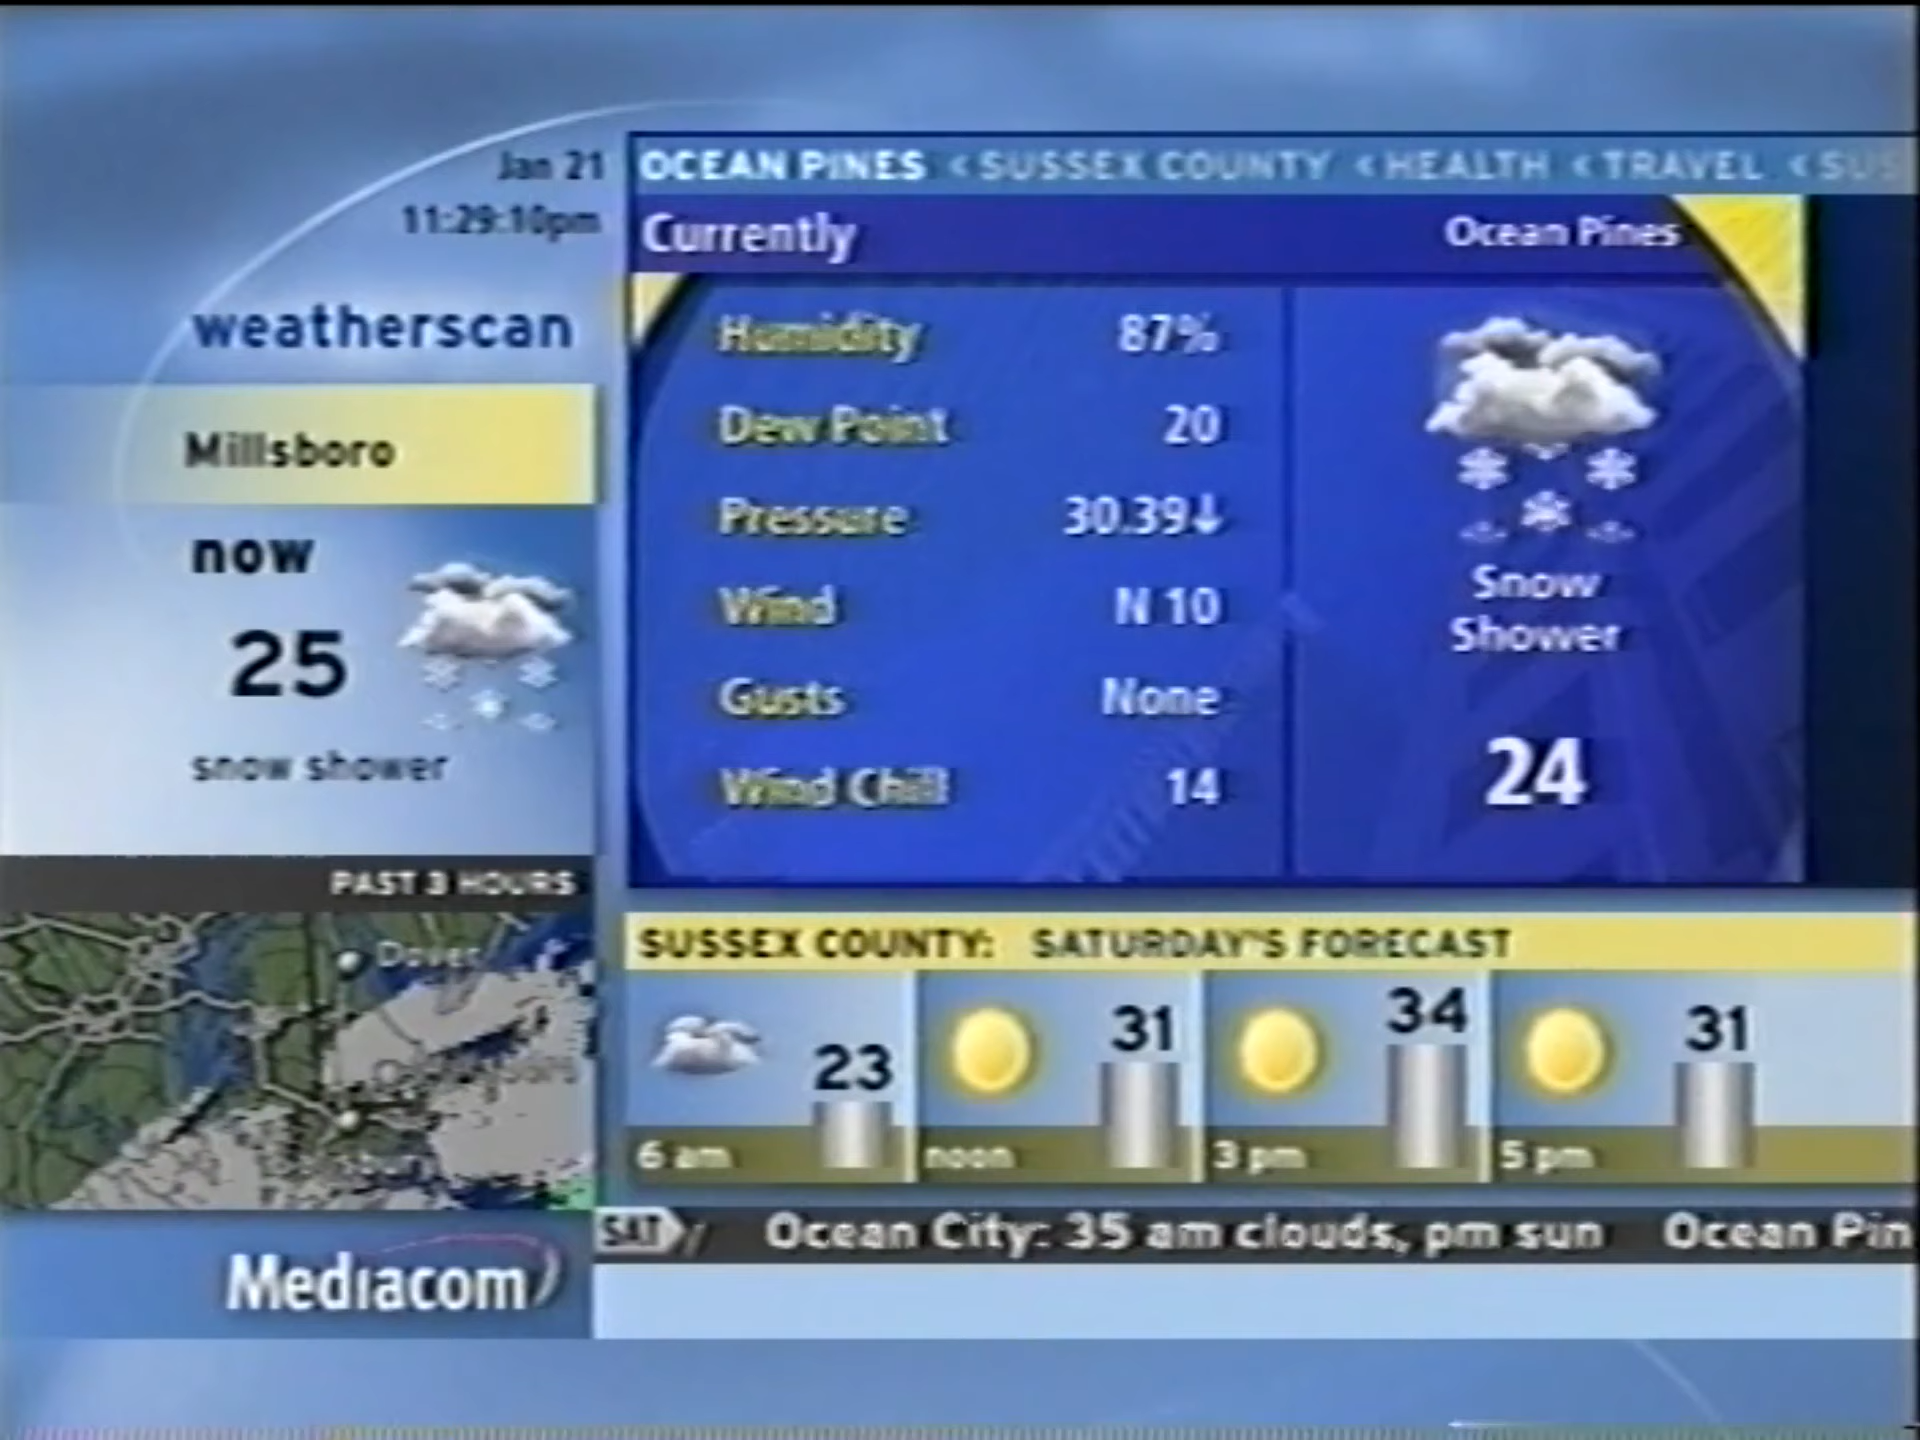 Jan 21
11:29:10pm
weatherscan
Millsboro
now
25
snow shower
PAST 3 HOURS
Dover
Mediacom
OCEAN PINES < SUSSEX COUNTY < HEALTH < TRAVEL < SUS
Currently Ocean Pines
Humidity 87%
Dew Point 20
Pressure 30.39↓
Wind N 10
Gusts None
Wind Chill 14
Snow
Shower
24
SUSSEX COUNTY: SATURDAY'S FORECAST
23 31 34 31
6 am noon 3 pm 5 pm
SAT Ocean City: 35 am clouds, pm sun Ocean Pin